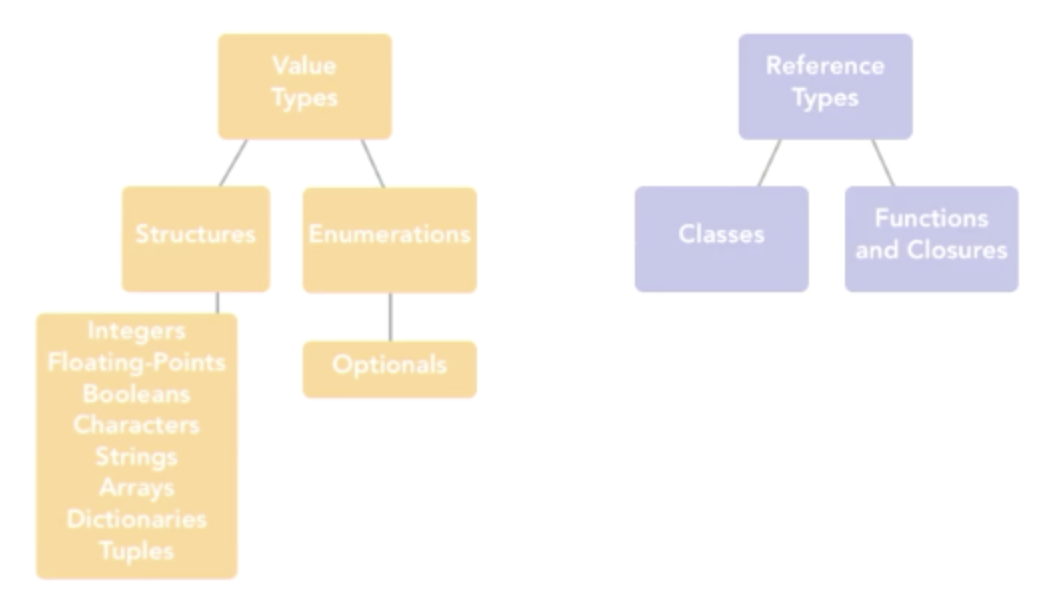 Value
Types
Reference
Types
Structures
Enumerations
Classes
Functions
and Closures
Integers
Floating-Points
Booleans
Characters
Strings
Arrays
Dictionaries
Tuples
Optionals